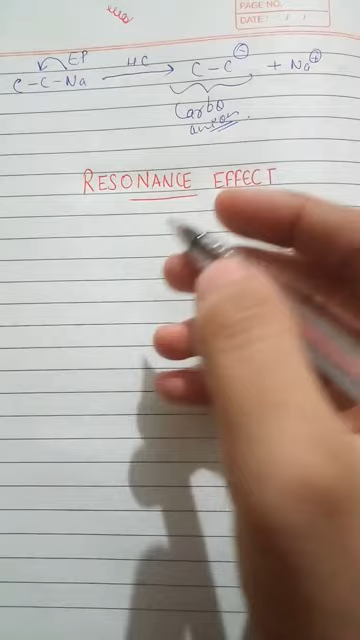 PAGE NO.
DATE: / /
EP
C-C-Na HC → C-C⊖ + Na⊕
Carbo
anion.
RESONANCE EFFECT